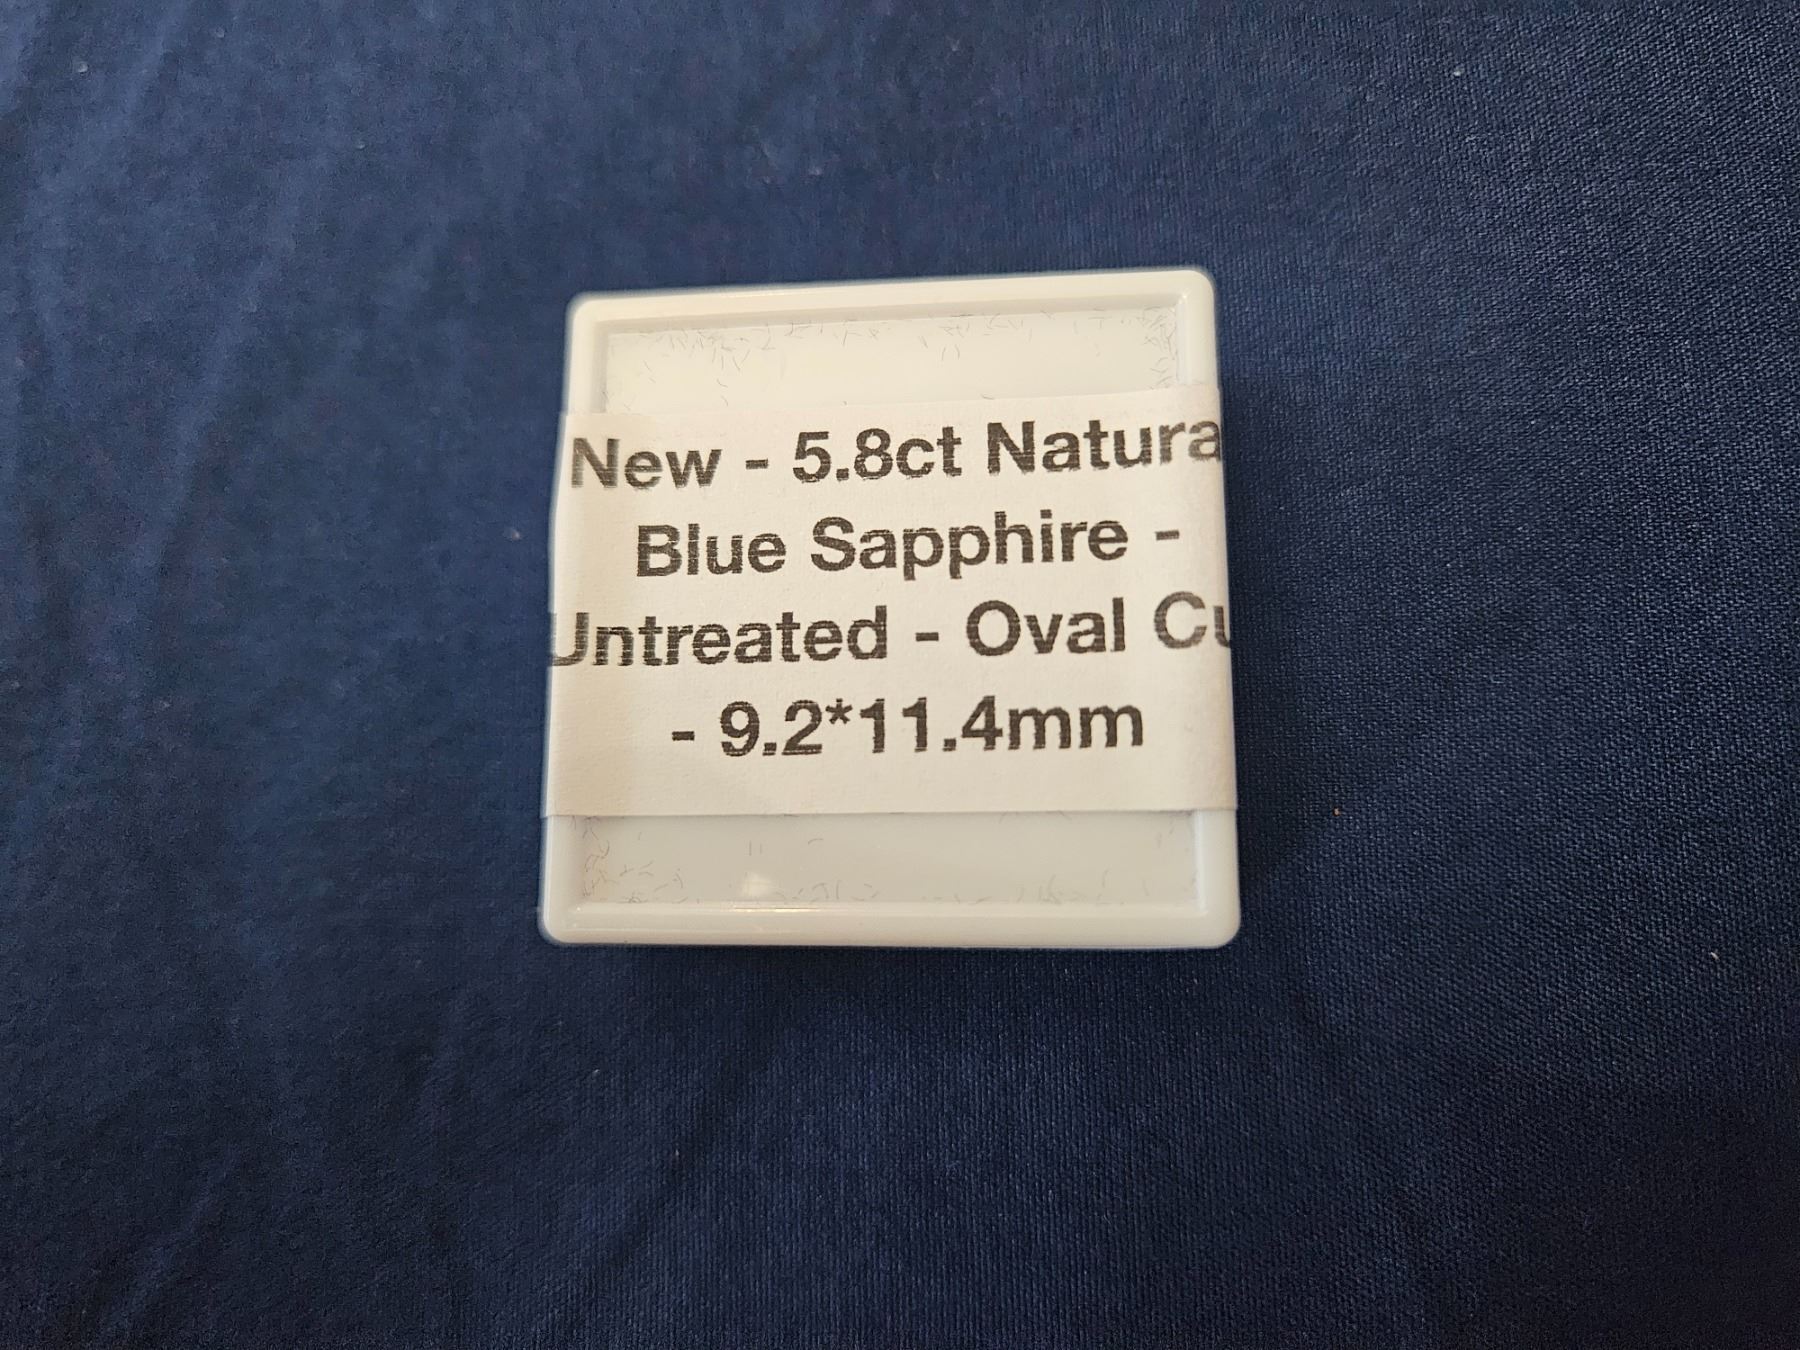 New - 5.8ct Natura
Blue Sapphire -
Untreated - Oval Cu
- 9.2*11.4mm